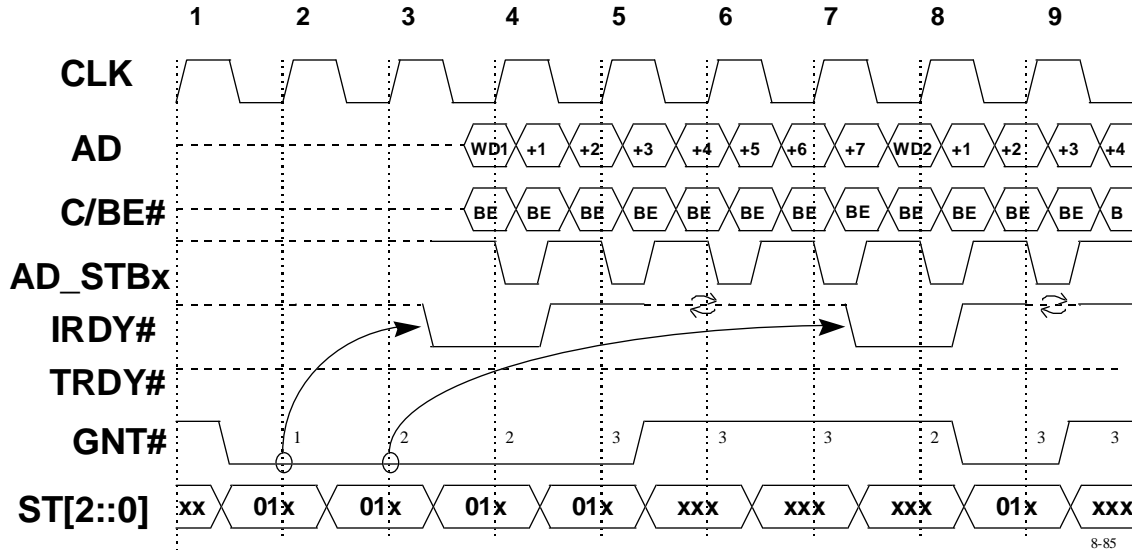 1 2 3 4 5 6 7 8 9
CLK
AD WD1 +1 +2 +3 +4 +5 +6 +7 WD2 +1 +2 +3 +4
C/BE# BE BE BE BE BE BE BE BE BE BE BE BE B
AD_STBx
IRDY#
TRDY#
GNT# 1 2 2 3 3 3 2 3 3
ST[2::0] xx 01x 01x 01x 01x xxx xxx xxx 01x xxx
8-85